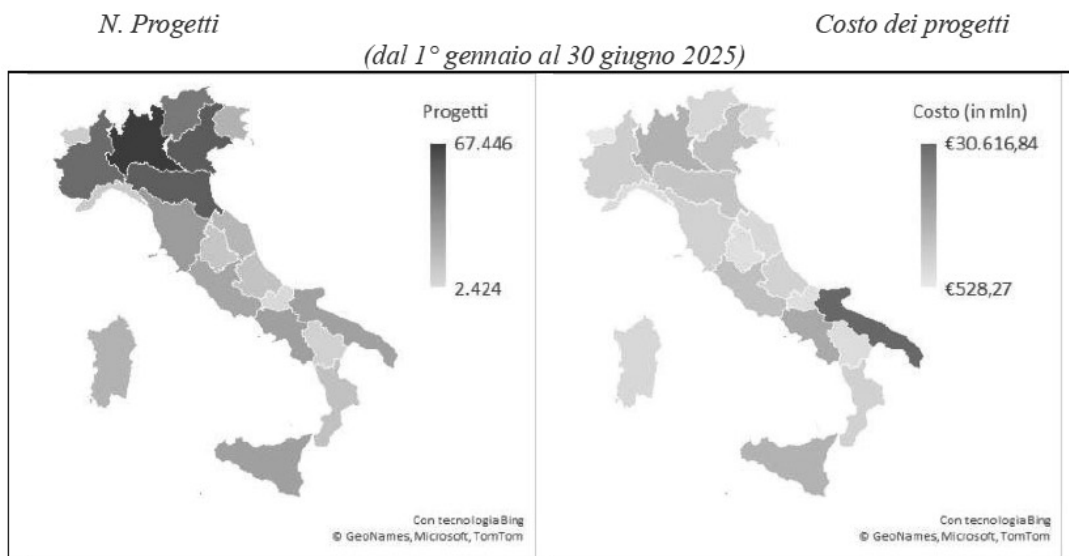 N. Progetti
Costo dei progetti
(dal 1° gennaio al 30 giugno 2025)
Progetti
67.446
2.424
Con tecnologia Bing
© GeoNames, Microsoft, TomTom
Costo (in mln)
€30.616,84
€528,27
Con tecnologia Bing
© GeoNames, Microsoft, TomTom